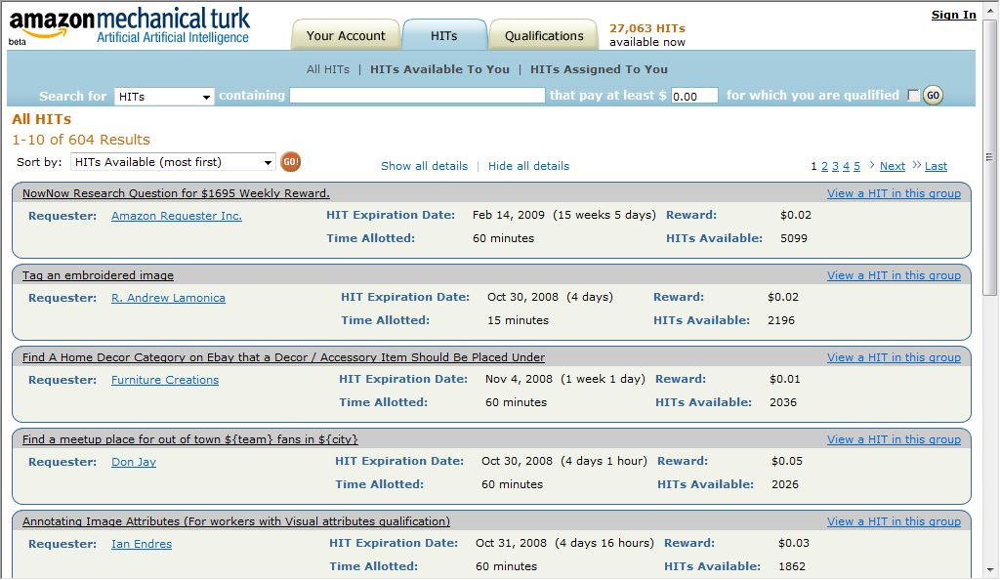 amazonmechanical turk
beta Artificial Artificial Intelligence
Your Account HITs Qualifications
27,063 HITs
available now
Sign In
All HITs | HITs Available To You | HITs Assigned To You
Search for HITs containing that pay at least $ 0.00 for which you are qualified GO
All HITs
1-10 of 604 Results
Sort by: HITs Available (most first) GO! Show all details | Hide all details 1 2 3 4 5 › Next » Last
NowNow Research Question for $1695 Weekly Reward. View a HIT in this group
Requester: Amazon Requester Inc. HIT Expiration Date: Feb 14, 2009 (15 weeks 5 days) Reward: $0.02
Time Allotted: 60 minutes HITs Available: 5099
Tag an embroidered image View a HIT in this group
Requester: R. Andrew Lamonica HIT Expiration Date: Oct 30, 2008 (4 days) Reward: $0.02
Time Allotted: 15 minutes HITs Available: 2196
Find A Home Decor Category on Ebay that a Decor / Accessory Item Should Be Placed Under View a HIT in this group
Requester: Furniture Creations HIT Expiration Date: Nov 4, 2008 (1 week 1 day) Reward: $0.01
Time Allotted: 60 minutes HITs Available: 2036
Find a meetup place for out of town ${team} fans in ${city} View a HIT in this group
Requester: Don Jay HIT Expiration Date: Oct 30, 2008 (4 days 1 hour) Reward: $0.05
Time Allotted: 60 minutes HITs Available: 2026
Annotating Image Attributes (For workers with Visual attributes qualification) View a HIT in this group
Requester: Ian Endres HIT Expiration Date: Oct 31, 2008 (4 days 16 hours) Reward: $0.03
Time Allotted: 60 minutes HITs Available: 1862